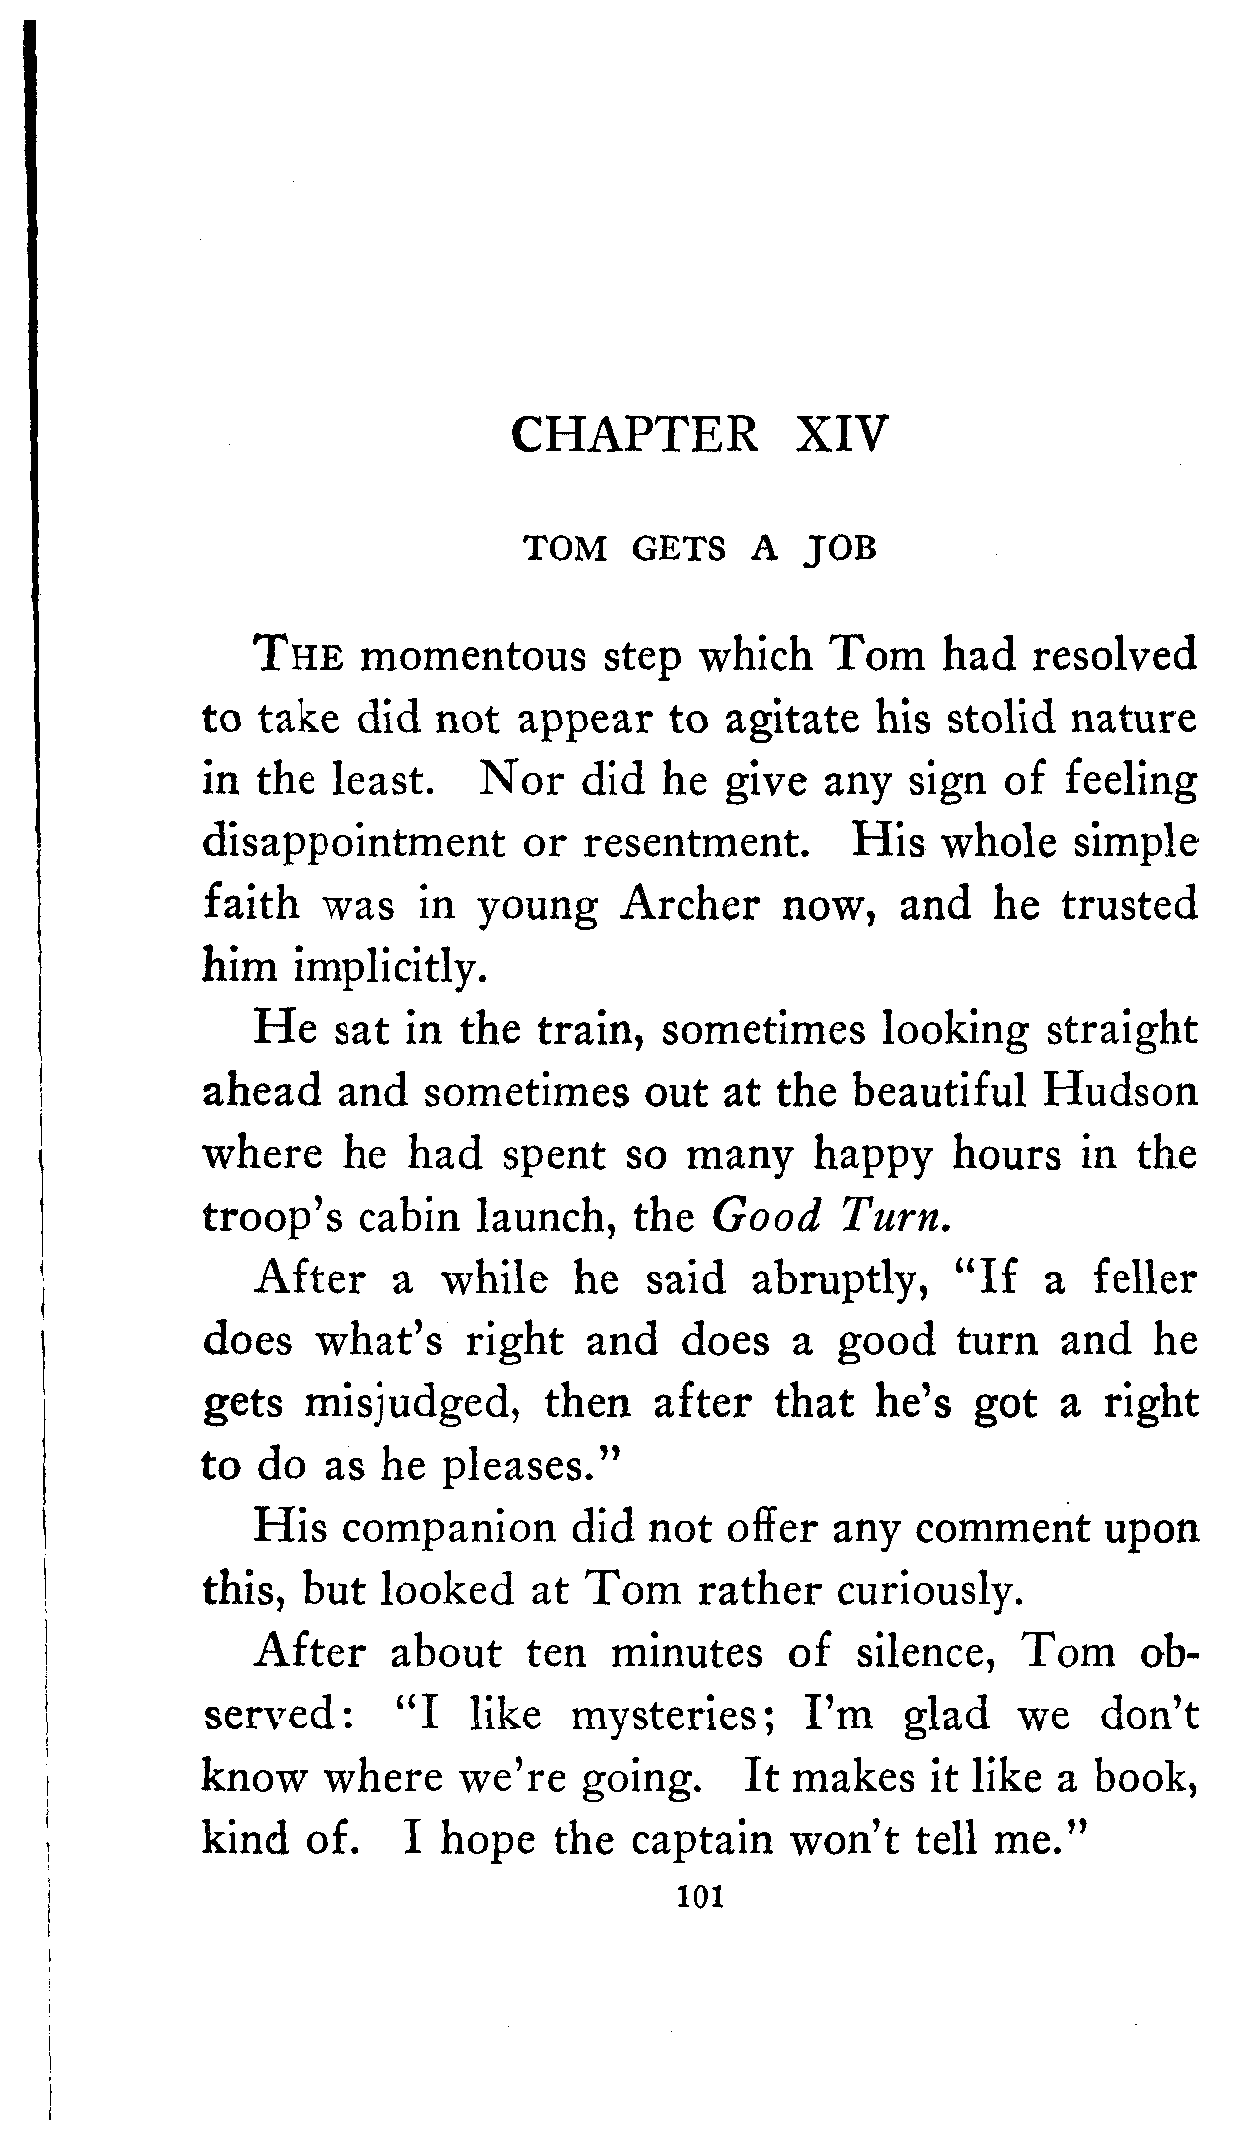 CHAPTER XIV
TOM GETS A JOB
THE momentous step which Tom had resolved
to take did not appear to agitate his stolid nature
in the least. Nor did he give any sign of feeling
disappointment or resentment. His whole simple
faith was in young Archer now, and he trusted
him implicitly.
He sat in the train, sometimes looking straight
ahead and sometimes out at the beautiful Hudson
where he had spent so many happy hours in the
troop's cabin launch, the Good Turn.
After a while he said abruptly, "If a feller
does what's right and does a good turn and he
gets misjudged, then after that he's got a right
to do as he pleases."
His companion did not offer any comment upon
this, but looked at Tom rather curiously.
After about ten minutes of silence, Tom ob-
served: "I like mysteries; I'm glad we don't
know where we're going. It makes it like a book,
kind of. I hope the captain won't tell me."
101